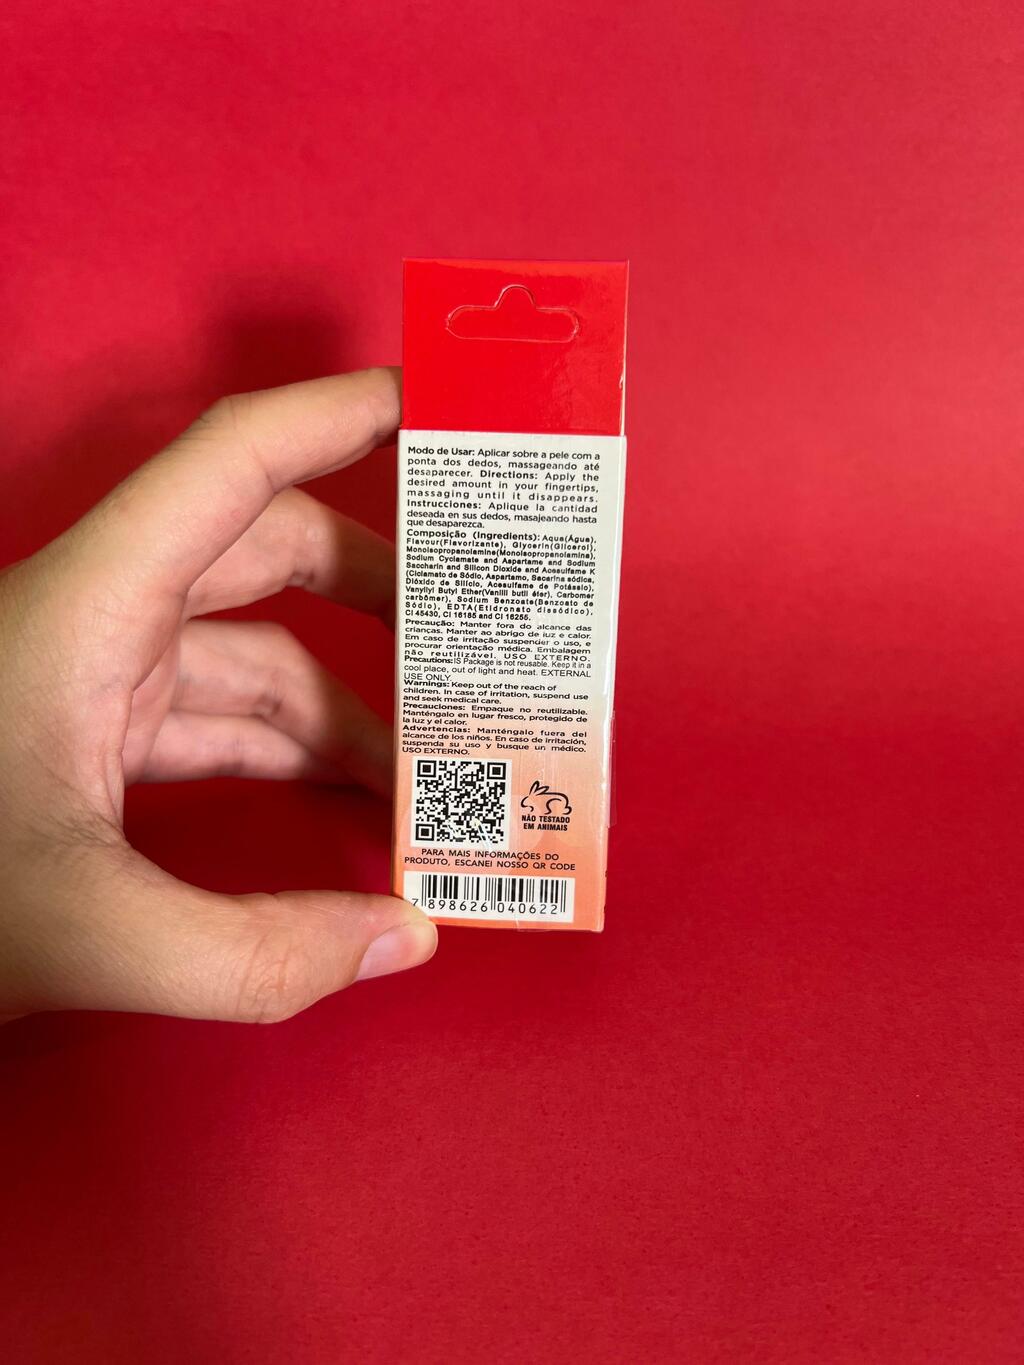 Modo de Usar: Aplicar sobre a pele com a
ponta dos dedos, massageando até
desaparecer. Directions: Apply the
desired amount in your fingertips,
massaging until it disappears.
Instrucciones: Aplique la cantidad
deseada en sus dedos, masajeando hasta
que desaparezca.
Composição (Ingredients): Aqua(Água),
Flavour(Flavorizante), Glycerin(Glicerol),
Monoisopropanolamine(Monoisopropanolamina),
Sodium Cyclamate and Aspartame and Sodium
Saccharin and Silicon Dioxide and Acesulfame K
(Ciclamato de Sódio, Aspartamo, Sacarina sódica,
Dióxido de Silício, Acesulfame de Potássio),
Vanyllyl Butyl Ether(Vanilil butil éter), Carbomer
carbômer), Sodium Benzoate(Benzoato de
Sódio), EDTA(Etidronato dissódico),
CI 45430, CI 16185 and CI 16255.
Precaução: Manter fora do alcance das
crianças. Manter ao abrigo de luz e calor.
Em caso de irritação suspender o uso, e
procurar orientação médica. Embalagem
não reutilizável. USO EXTERNO.
Precautions: IS Package is not reusable. Keep it in a
cool place, out of light and heat. EXTERNAL
USE ONLY.
Warnings: Keep out of the reach of
children. In case of irritation, suspend use
and seek medical care.
Precauciones: Empaque no reutilizable.
Manténgalo en lugar fresco, protegido de
la luz y el calor.
Advertencias: Manténgalo fuera del
alcance de los niños. En caso de irritación,
suspenda su uso y busque un médico.
USO EXTERNO.
NÃO TESTADO
EM ANIMAIS
PARA MAIS INFORMAÇÕES DO
PRODUTO, ESCANEI NOSSO QR CODE
7 898626 040622